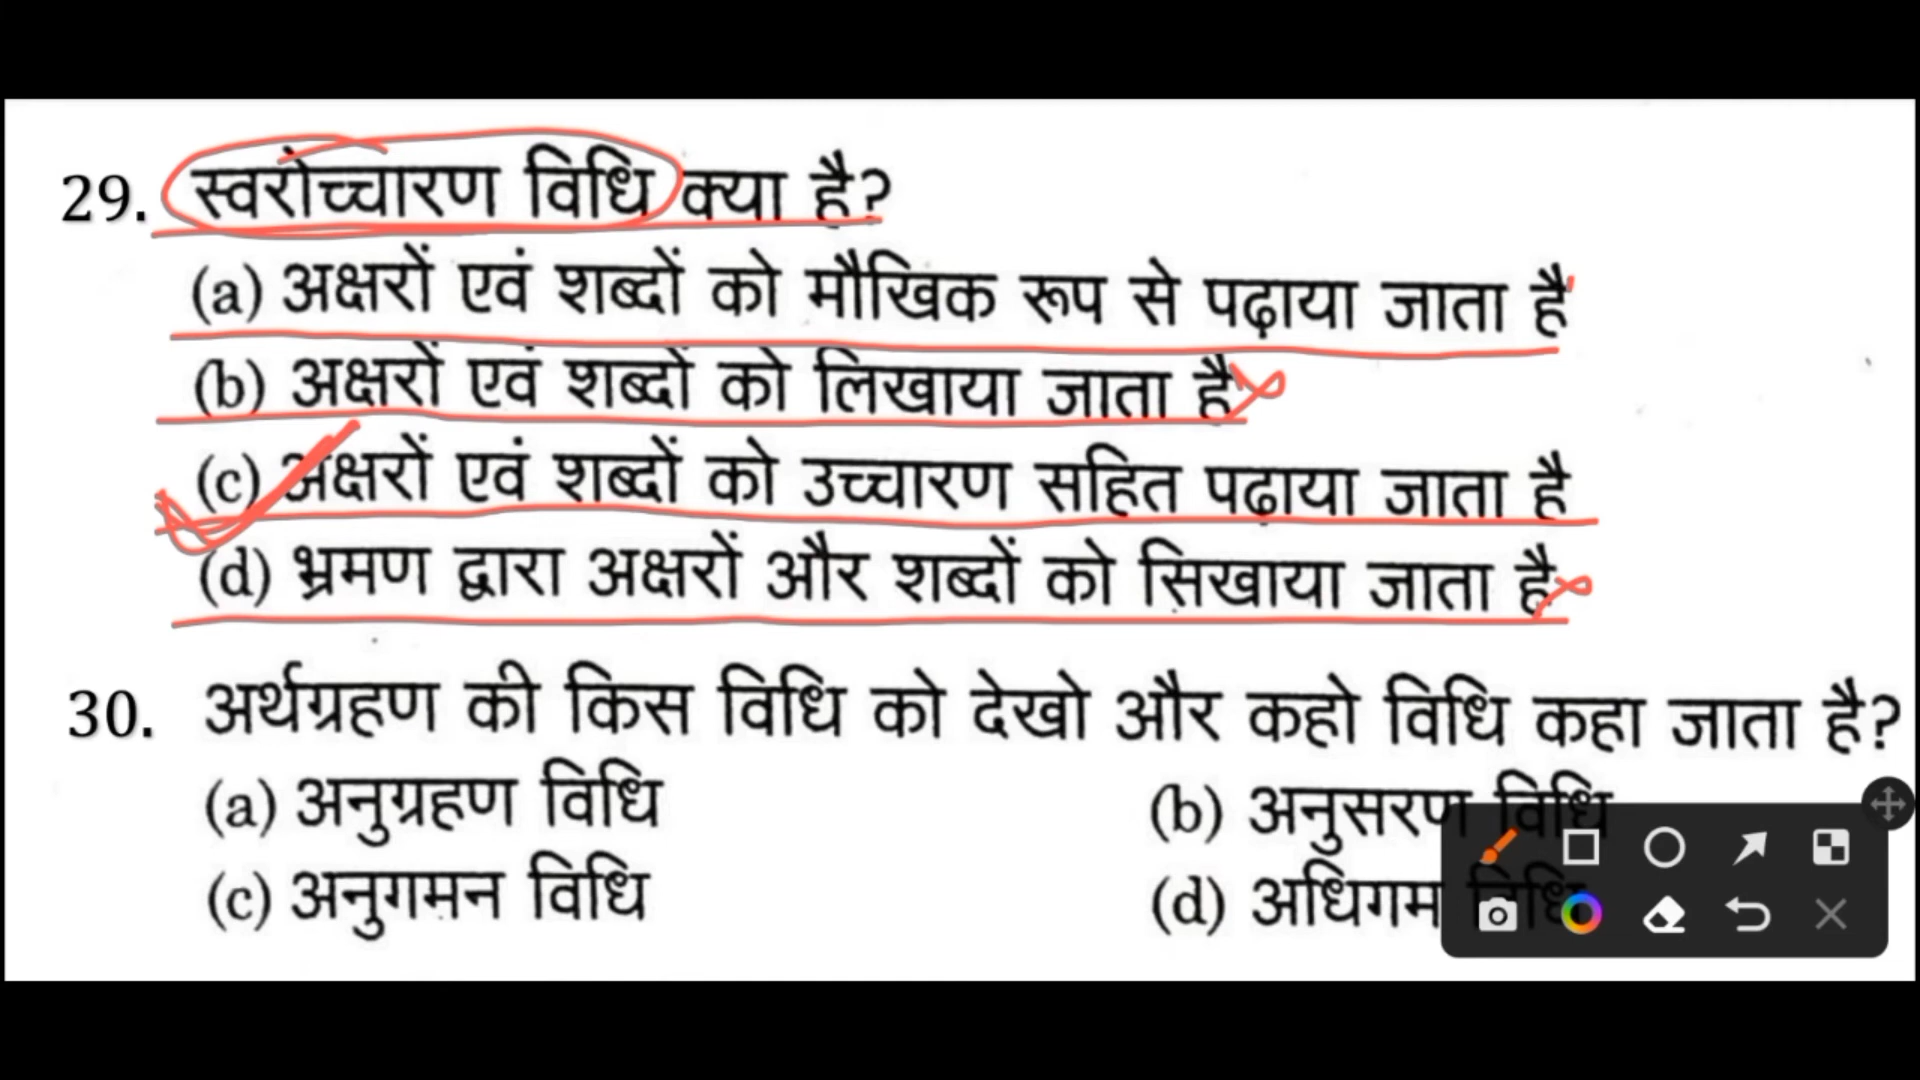 29. स्वरोच्चारण विधि क्या है?
(a) अक्षरों एवं शब्दों को मौखिक रूप से पढ़ाया जाता है
(b) अक्षरों एवं शब्दों को लिखाया जाता है
(c) अक्षरों एवं शब्दों को उच्चारण सहित पढ़ाया जाता है
(d) भ्रमण द्वारा अक्षरों और शब्दों को सिखाया जाता है
30. अर्थग्रहण की किस विधि को देखो और कहो विधि कहा जाता है?
(a) अनुग्रहण विधि (b) अनुसरण विधि
(c) अनुगमन विधि (d) अधिगम विधि